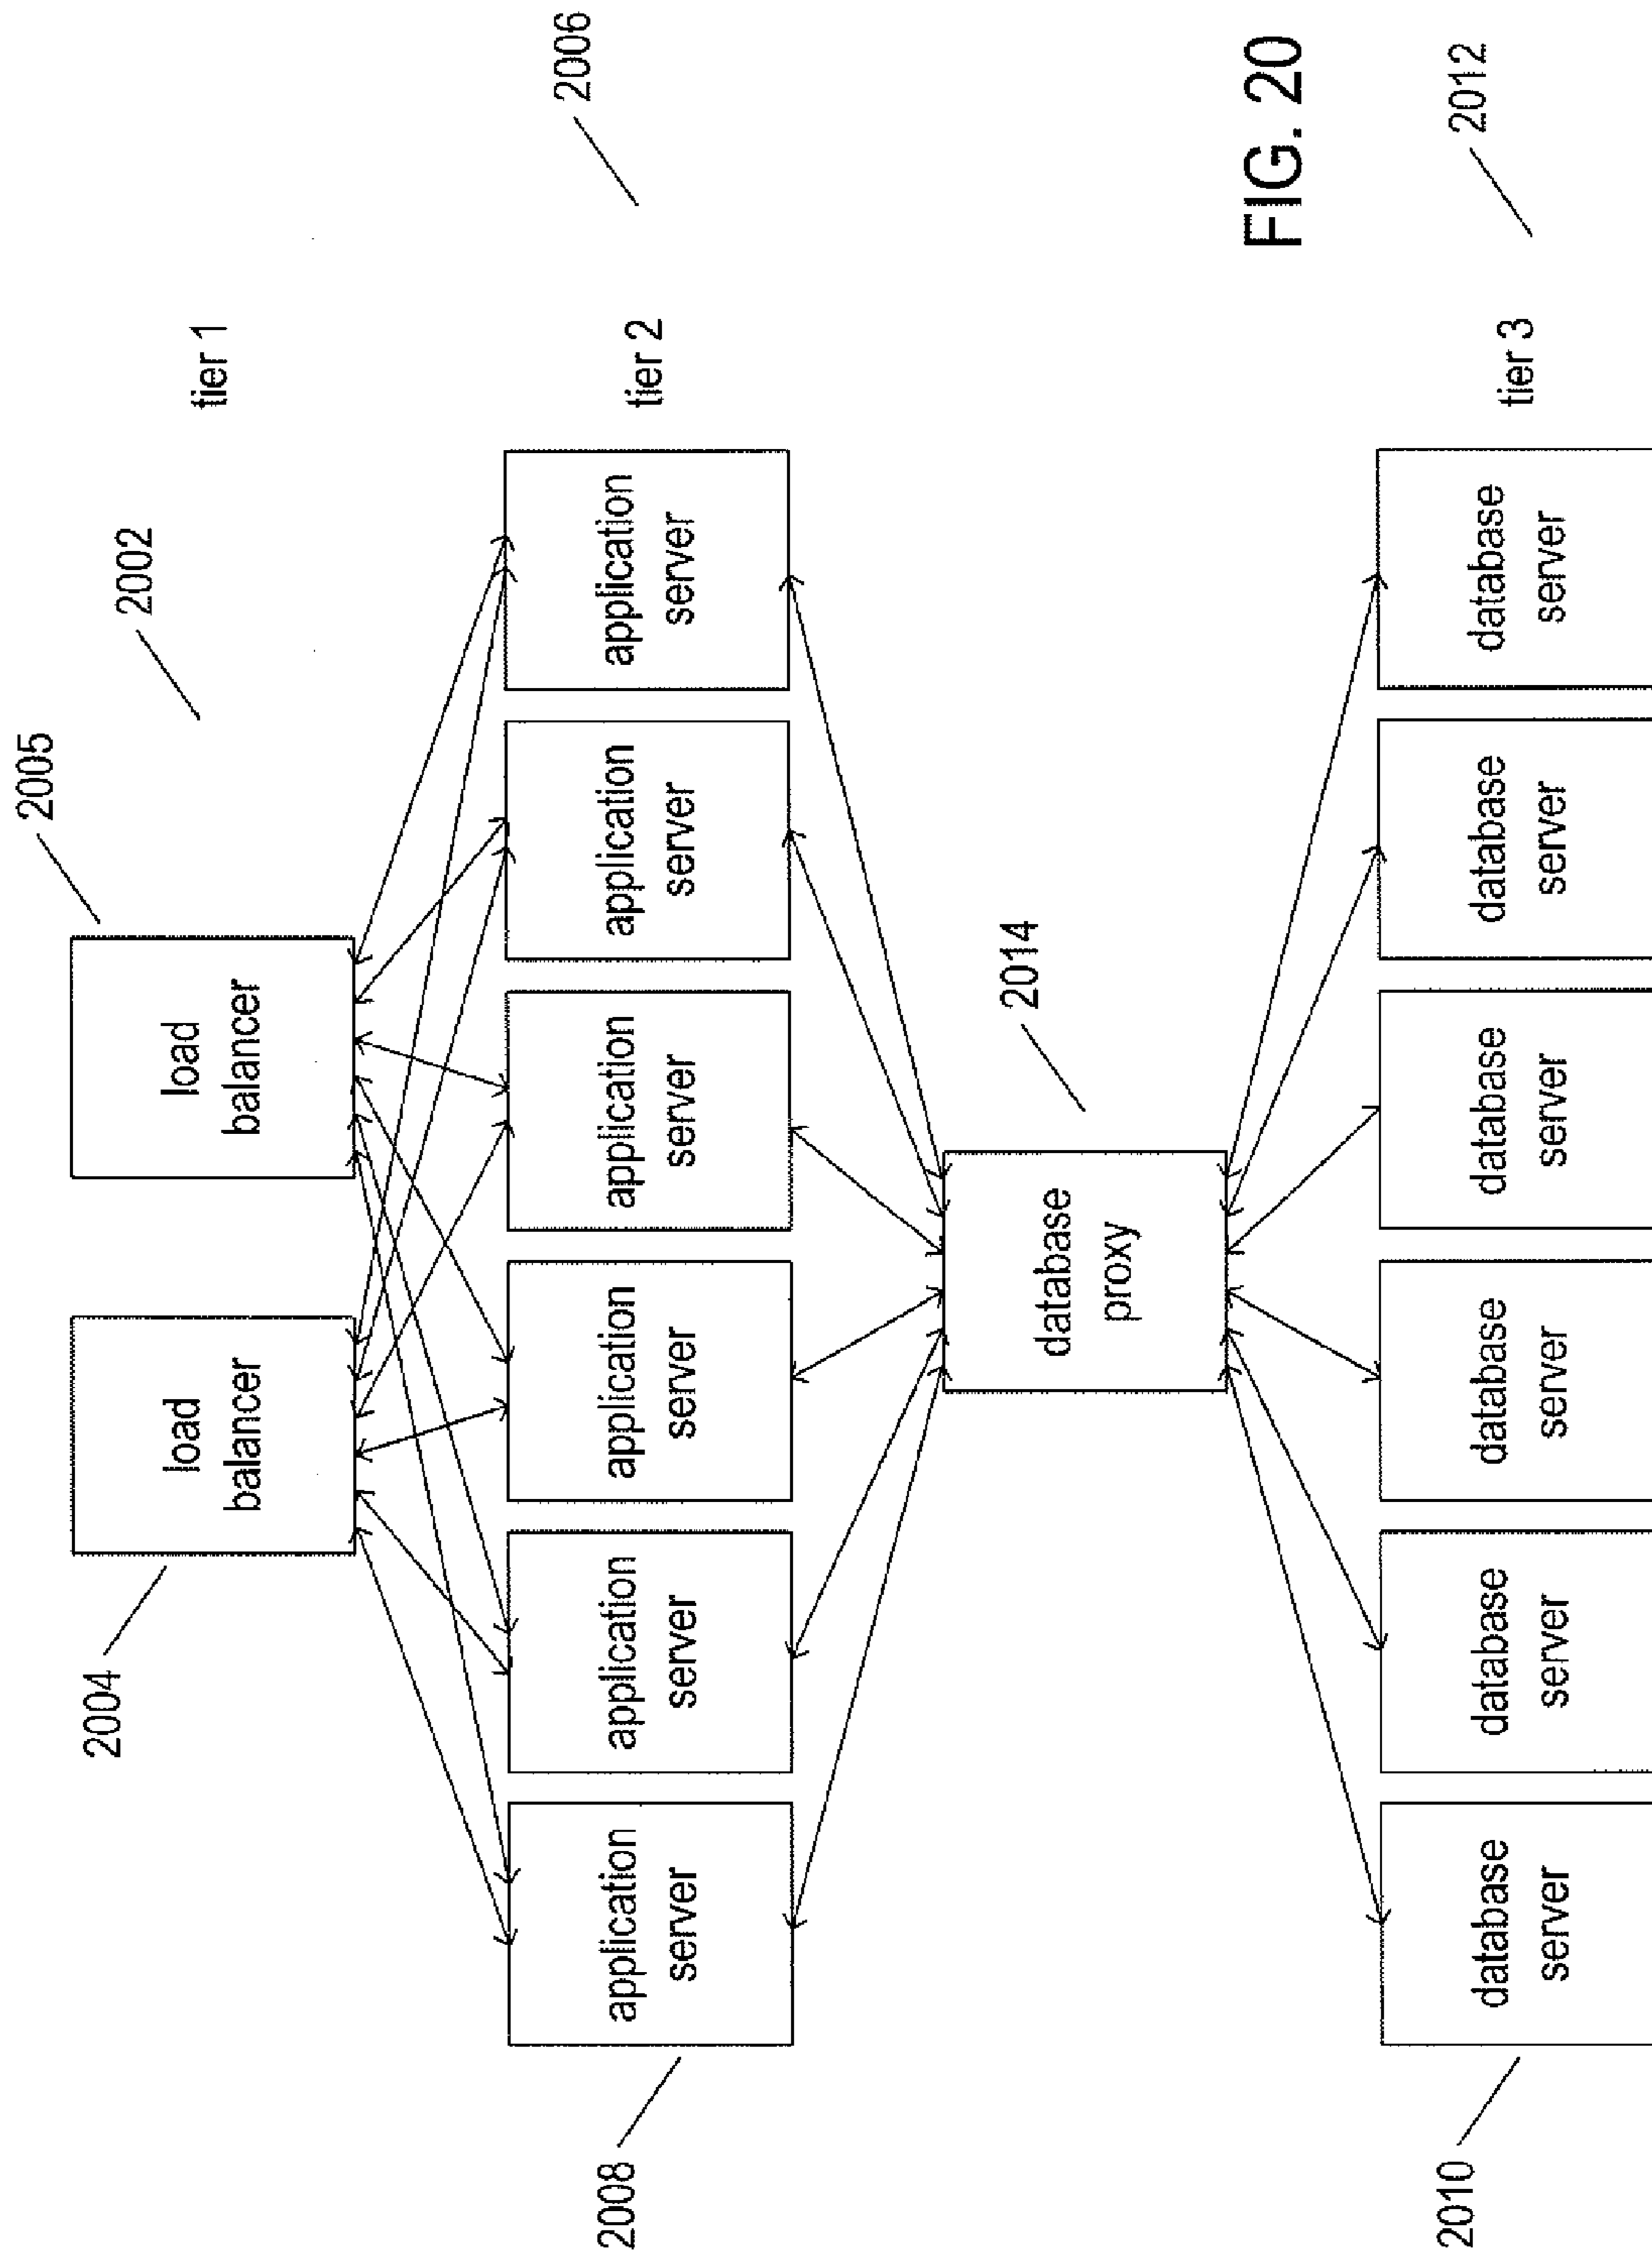 2005
2002
tier 1
2004
load
balancer
load
balancer
2006
tier 2
2008
application
server
application
server
application
server
application
server
application
server
application
server
2014
database
proxy
FIG. 20
2012
tier 3
2010
database
server
database
server
database
server
database
server
database
server
database
server